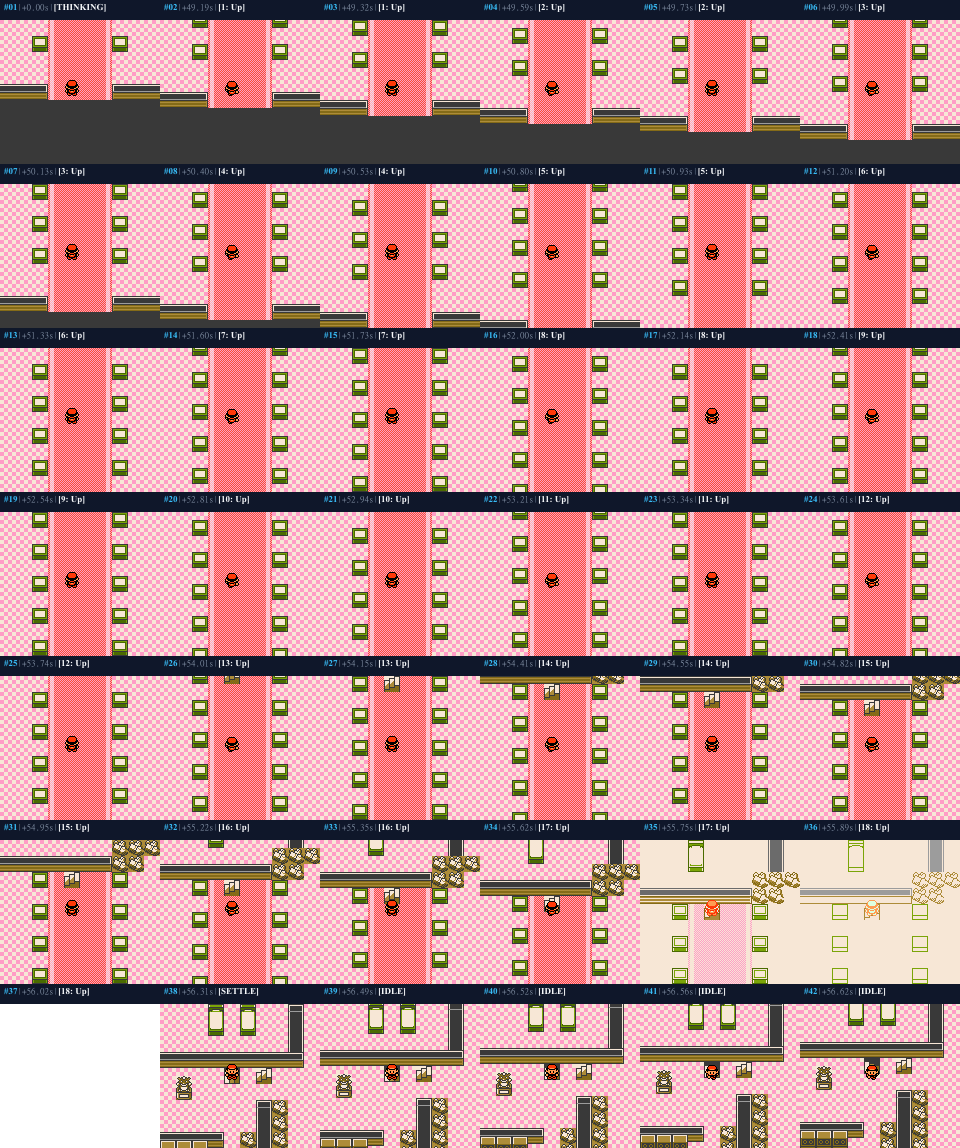 #01|+0.00s|[THINKING] #02|+49.19s|[1: Up] #03|+49.32s|[1: Up] #04|+49.59s|[2: Up] #05|+49.73s|[2: Up] #06|+49.99s|[3: Up]
#07|+50.13s|[3: Up] #08|+50.40s|[4: Up] #09|+50.53s|[4: Up] #10|+50.80s|[5: Up] #11|+50.93s|[5: Up] #12|+51.20s|[6: Up]
#13|+51.33s|[6: Up] #14|+51.60s|[7: Up] #15|+51.73s|[7: Up] #16|+52.00s|[8: Up] #17|+52.14s|[8: Up] #18|+52.41s|[9: Up]
#19|+52.54s|[9: Up] #20|+52.81s|[10: Up] #21|+52.94s|[10: Up] #22|+53.21s|[11: Up] #23|+53.34s|[11: Up] #24|+53.61s|[12: Up]
#25|+53.74s|[12: Up] #26|+54.01s|[13: Up] #27|+54.15s|[13: Up] #28|+54.41s|[14: Up] #29|+54.55s|[14: Up] #30|+54.82s|[15: Up]
#31|+54.95s|[15: Up] #32|+55.22s|[16: Up] #33|+55.35s|[16: Up] #34|+55.62s|[17: Up] #35|+55.75s|[17: Up] #36|+55.89s|[18: Up]
#37|+56.02s|[18: Up] #38|+56.31s|[SETTLE] #39|+56.49s|[IDLE] #40|+56.52s|[IDLE] #41|+56.56s|[IDLE] #42|+56.62s|[IDLE]